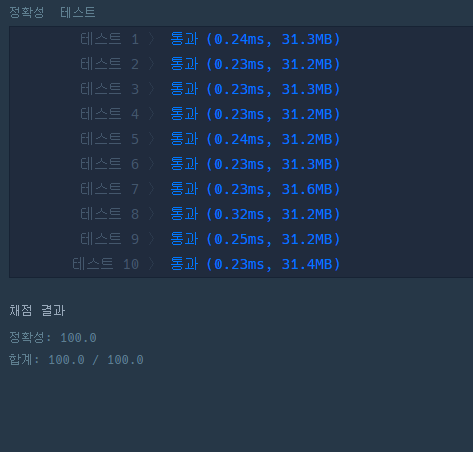 정확성 테스트
테스트 1 〉 통과 (0.24ms, 31.3MB)
테스트 2 〉 통과 (0.23ms, 31.2MB)
테스트 3 〉 통과 (0.23ms, 31.3MB)
테스트 4 〉 통과 (0.23ms, 31.2MB)
테스트 5 〉 통과 (0.24ms, 31.2MB)
테스트 6 〉 통과 (0.23ms, 31.3MB)
테스트 7 〉 통과 (0.23ms, 31.6MB)
테스트 8 〉 통과 (0.32ms, 31.2MB)
테스트 9 〉 통과 (0.25ms, 31.2MB)
테스트 10 〉 통과 (0.23ms, 31.4MB)
채점 결과
정확성: 100.0
합계: 100.0 / 100.0